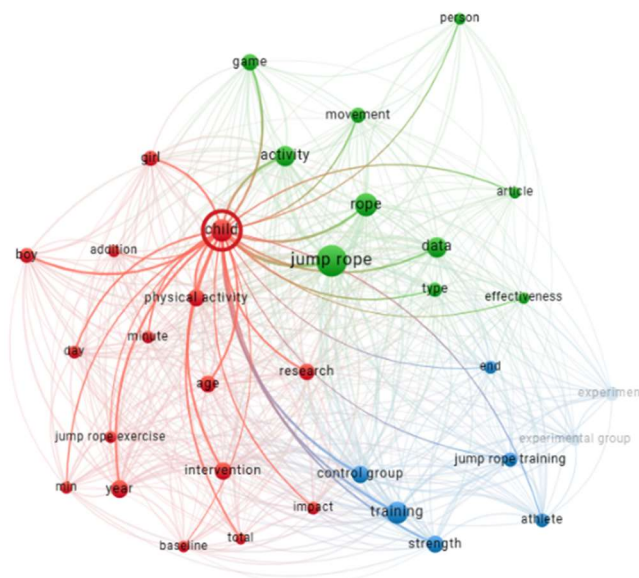 person
game
movement
girl
activity
article
rope
child
boy
addition
data
jump rope
type
physical activity
effectiveness
minute
day
research
end
age
experimen
jump rope exercise
experimental group
intervention
control group
jump rope training
min
year
impact
training
athlete
total
baseline
strength